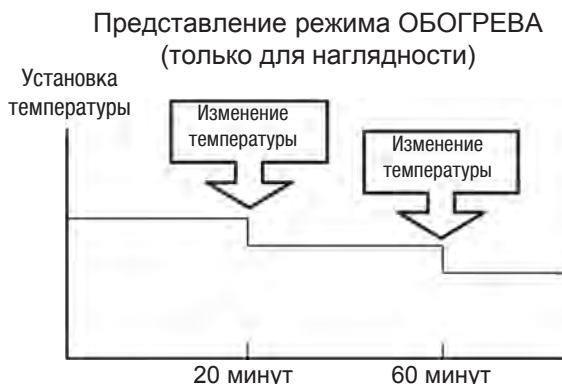 Представление режима ОБОГРЕВА
(только для наглядности)
Установка
температуры
Изменение
температуры
Изменение
температуры
20 минут
60 минут